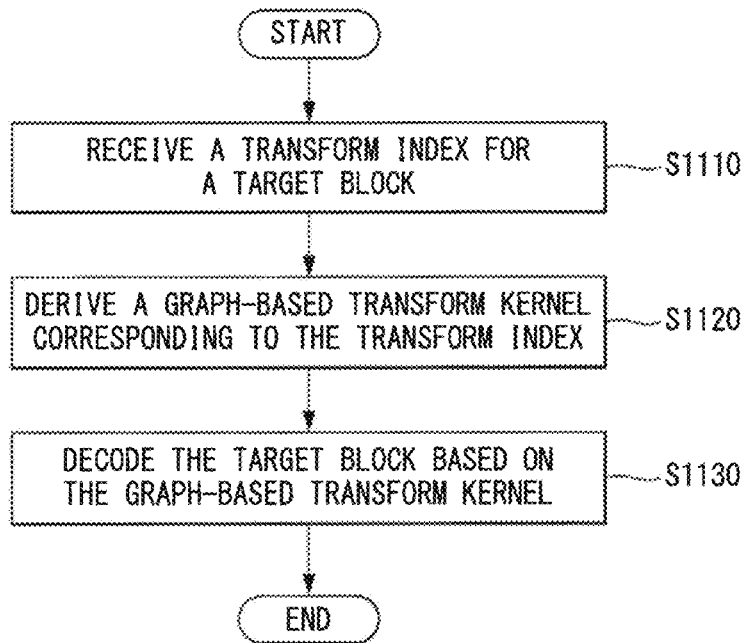 START
RECEIVE A TRANSFORM INDEX FOR
A TARGET BLOCK
S1110
DERIVE A GRAPH-BASED TRANSFORM KERNEL
CORRESPONDING TO THE TRANSFORM INDEX
S1120
DECODE THE TARGET BLOCK BASED ON
THE GRAPH-BASED TRANSFORM KERNEL
S1130
END